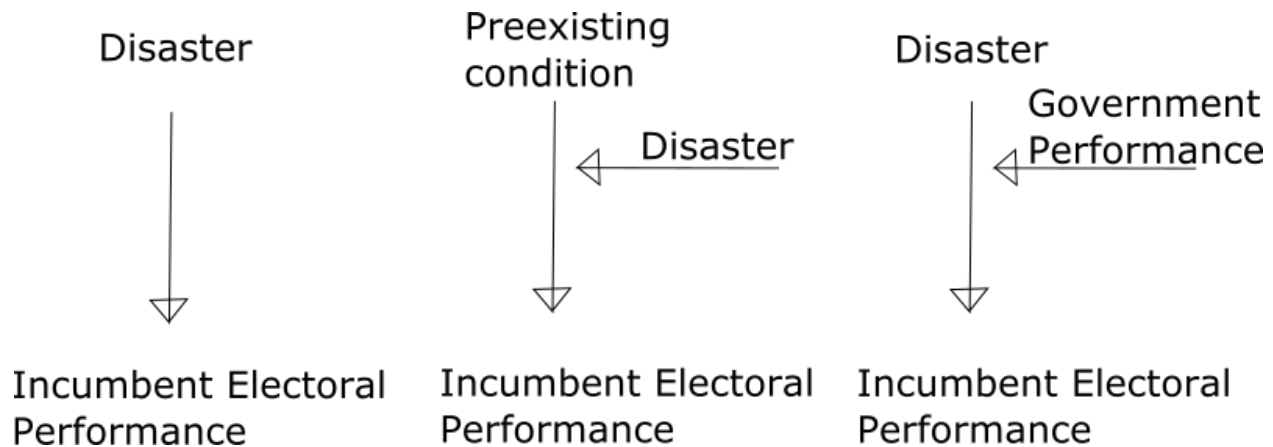 Disaster
Incumbent Electoral
Performance
Preexisting
condition
Disaster
Incumbent Electoral
Performance
Disaster
Government
Performance
Incumbent Electoral
Performance